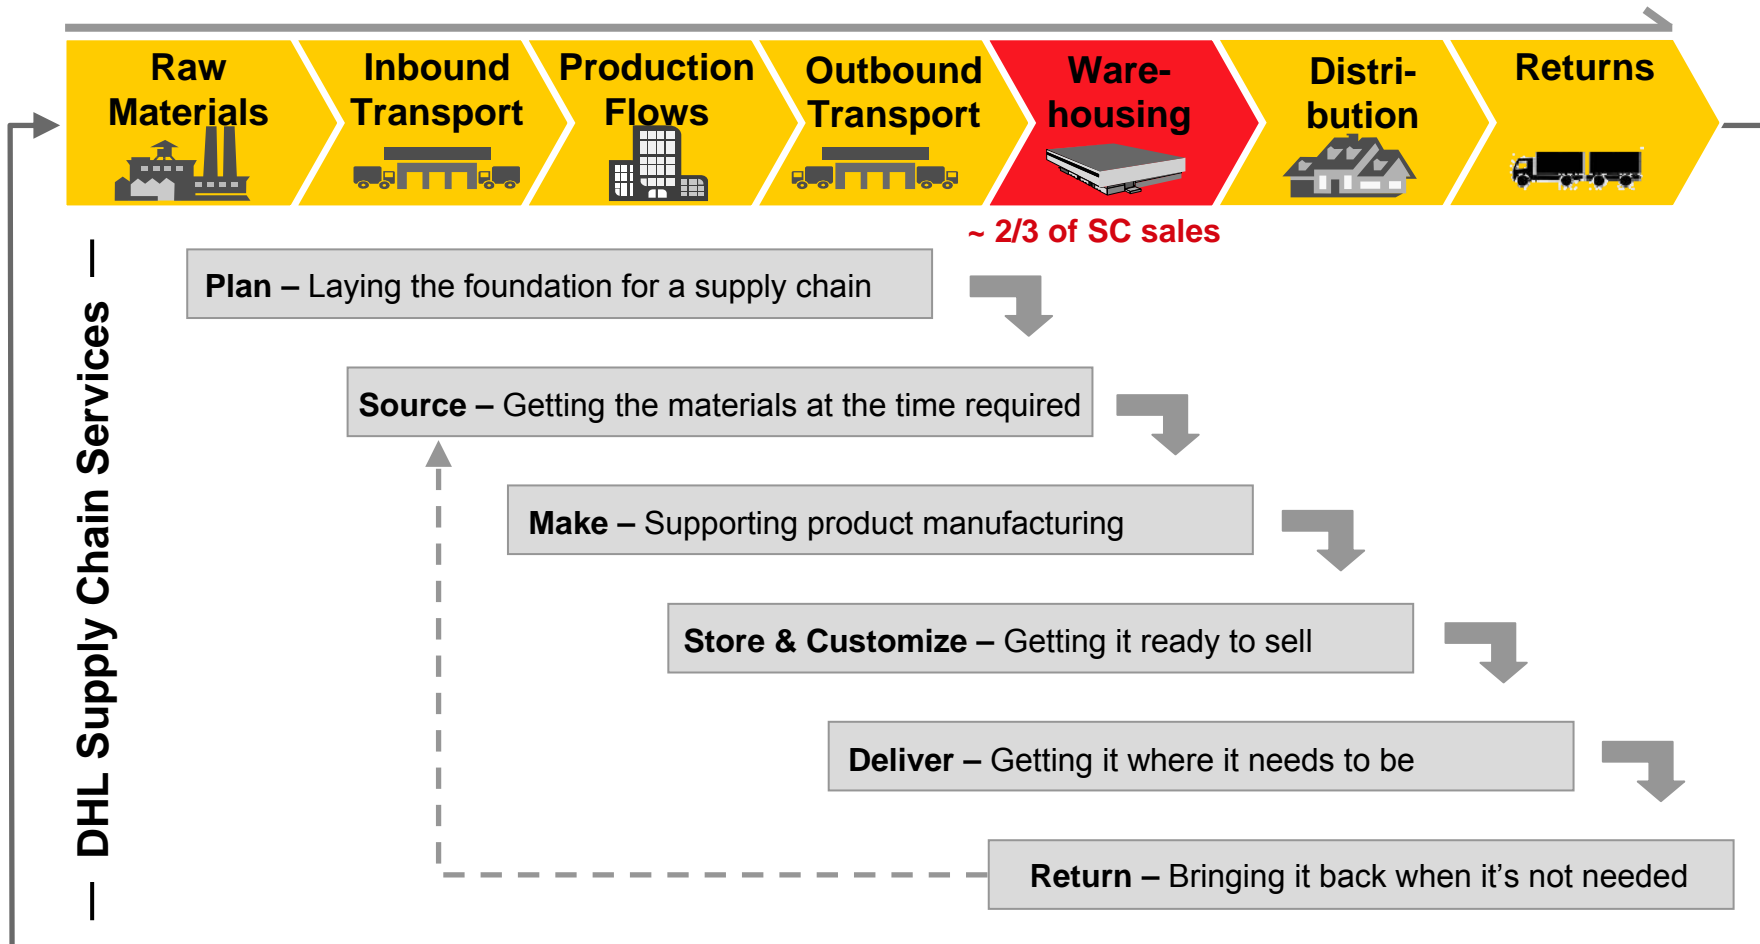 Raw
Materials
Inbound
Transport
Production
Flows
Outbound
Transport
Ware-
housing
Distri-
bution
Returns
~ 2/3 of SC sales
DHL Supply Chain Services
Plan – Laying the foundation for a supply chain
Source – Getting the materials at the time required
Make – Supporting product manufacturing
Store & Customize – Getting it ready to sell
Deliver – Getting it where it needs to be
Return – Bringing it back when it’s not needed